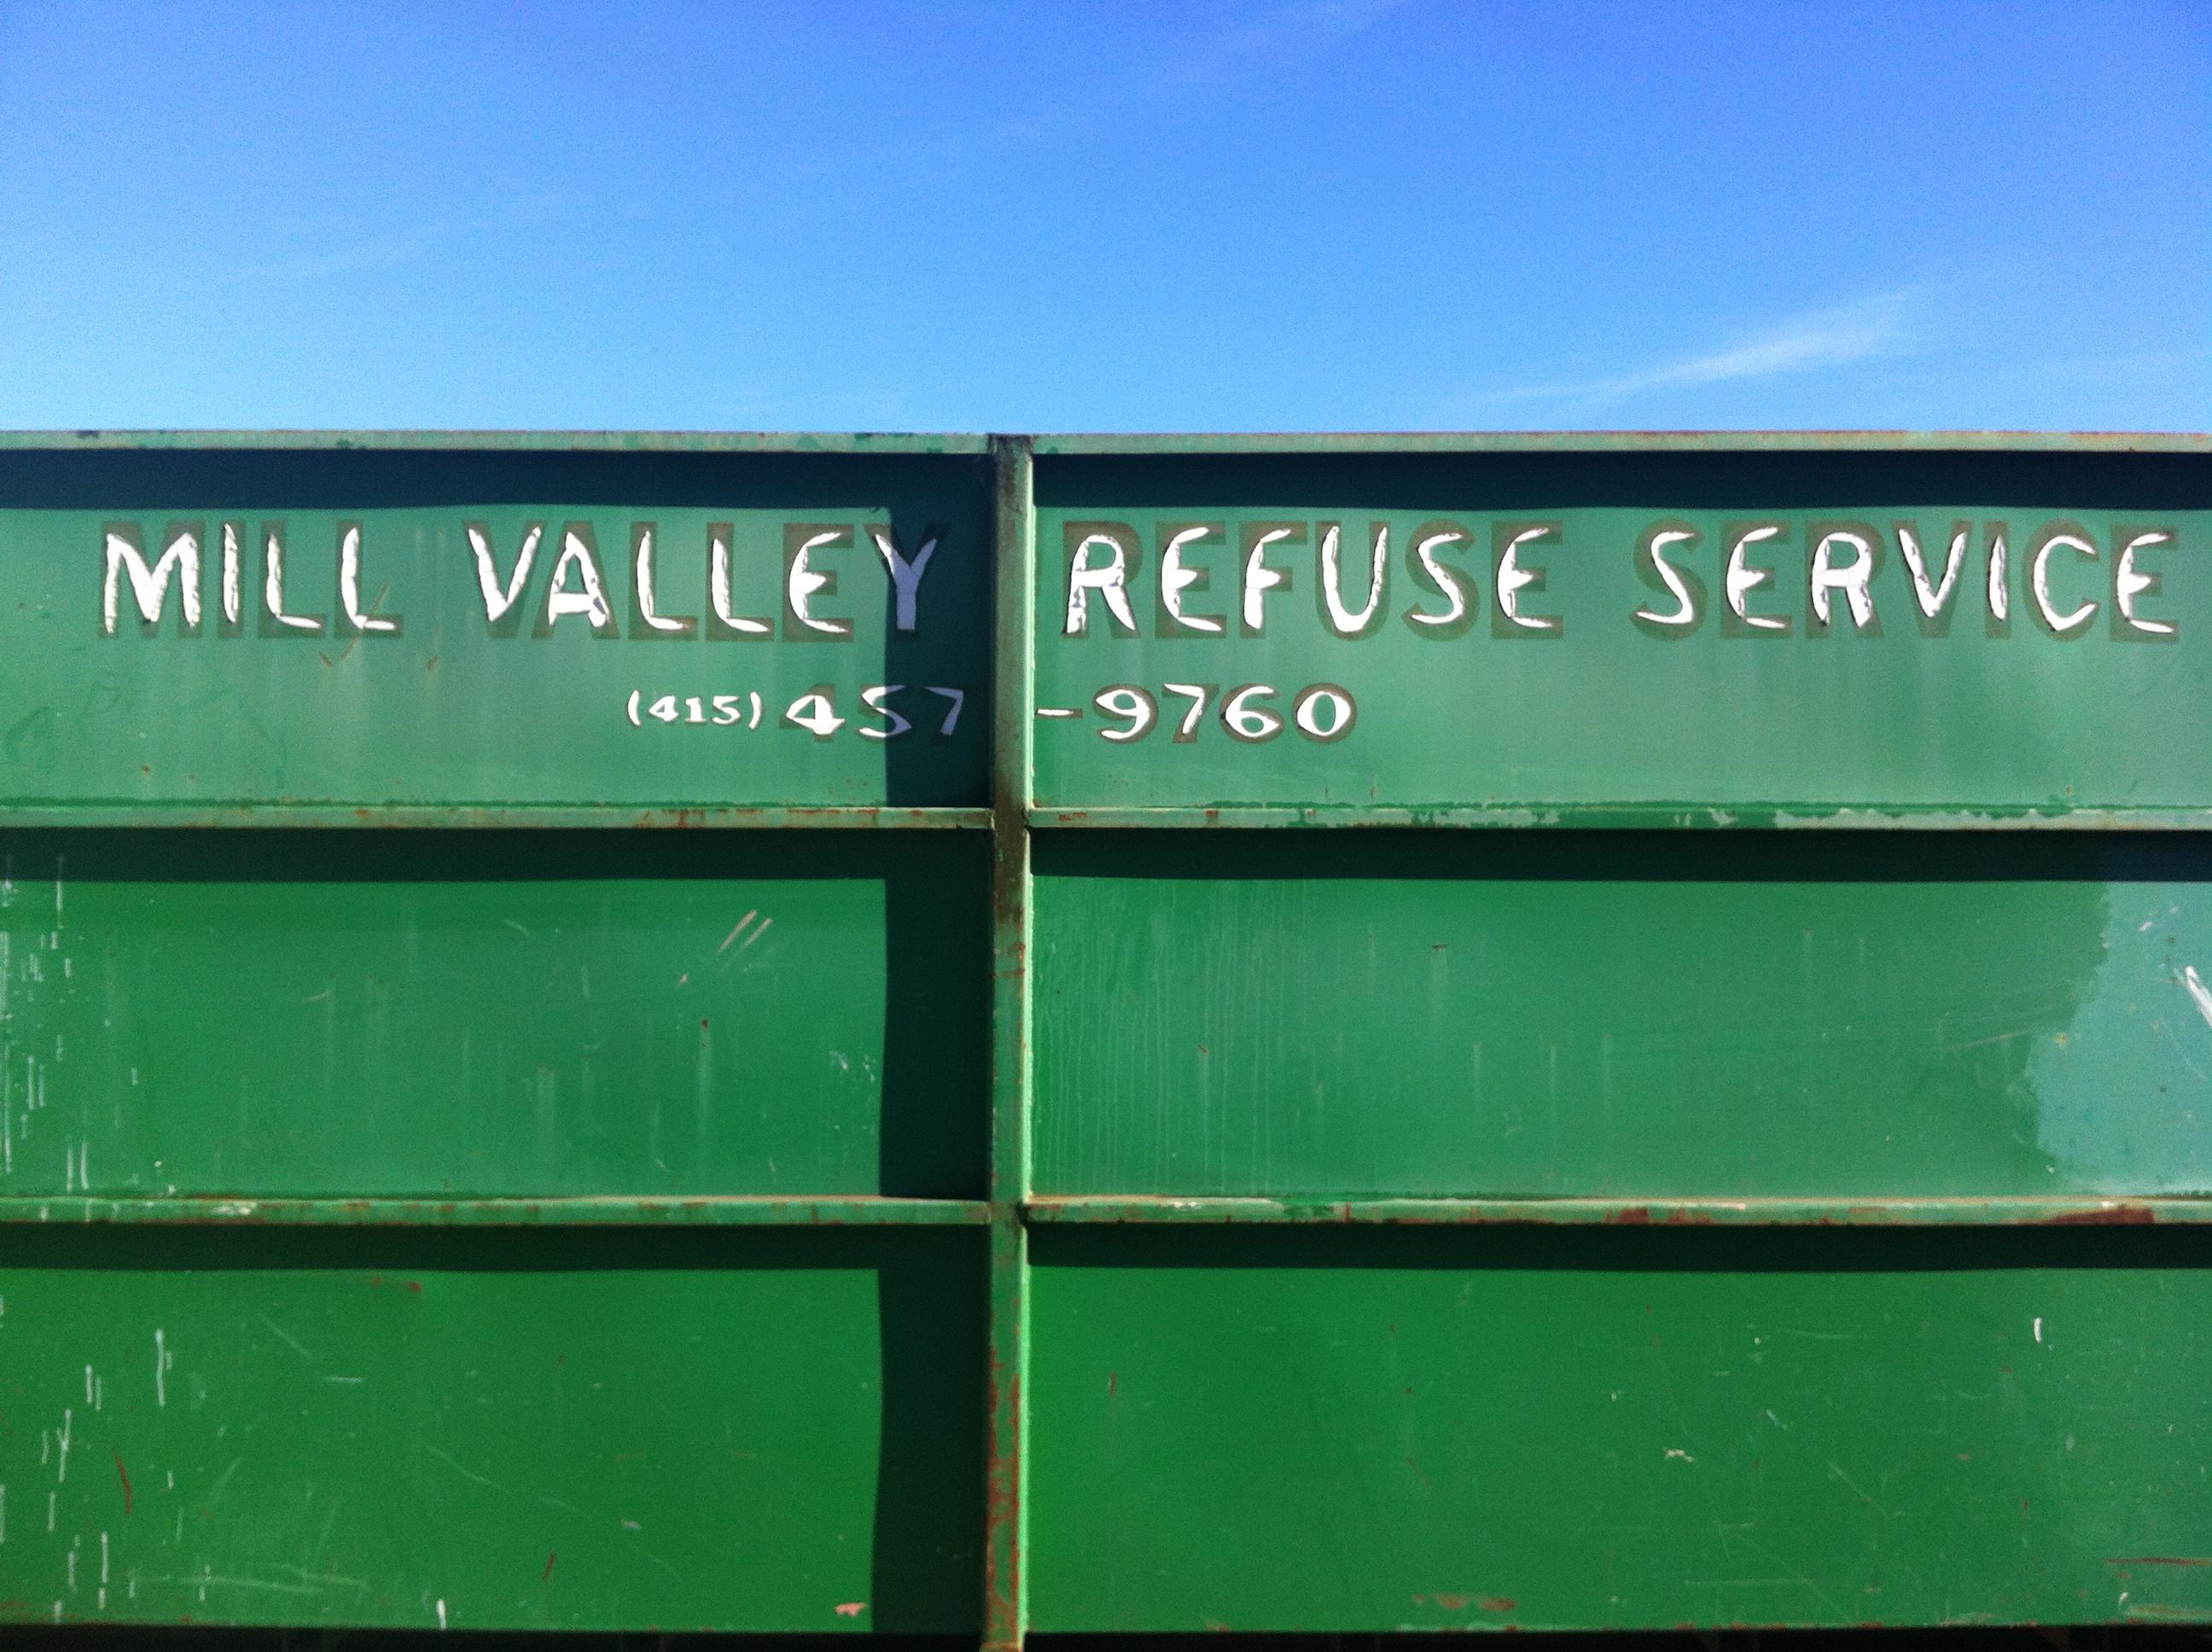 MILL VALLEY REFUSE SERVICE
(415) 457-9760